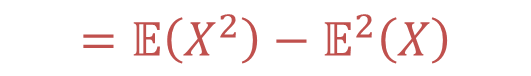 = 𝔼(X²) − 𝔼²(X)